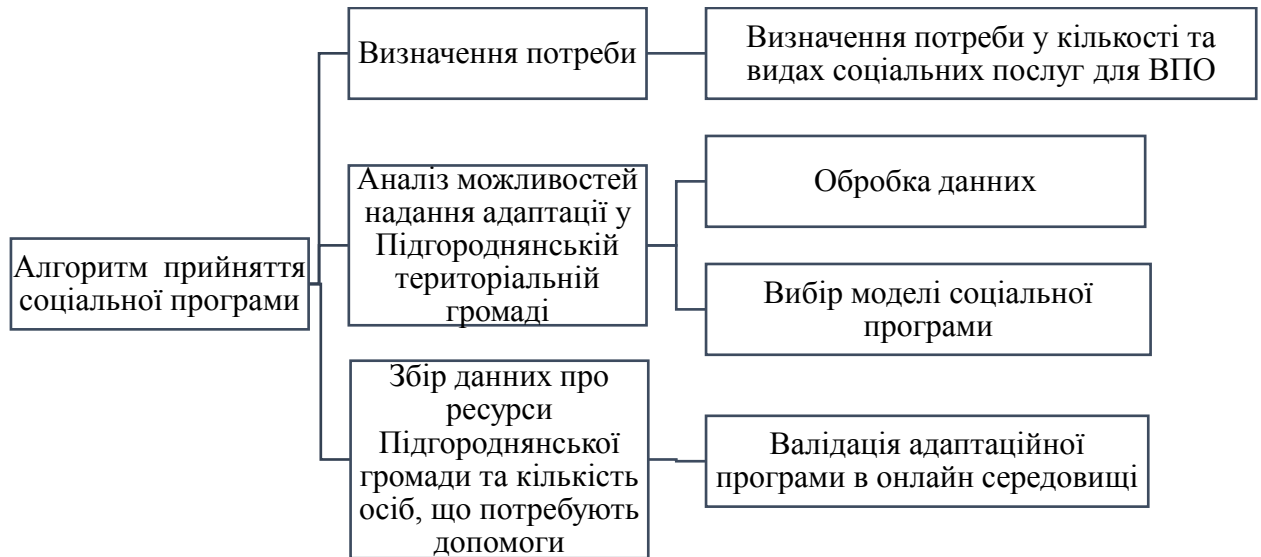 Алгоритм прийняття
соціальної програми
Визначення потреби
Визначення потреби у кількості та
видах соціальних послуг для ВПО
Аналіз можливостей
надання адаптації у
Підгороднянській
територіальній
громаді
Обробка данних
Вибір моделі соціальної
програми
Збір данних про
ресурси
Підгороднянської
громади та кількість
осіб, що потребують
допомоги
Валідація адаптаційної
програми в онлайн середовищі